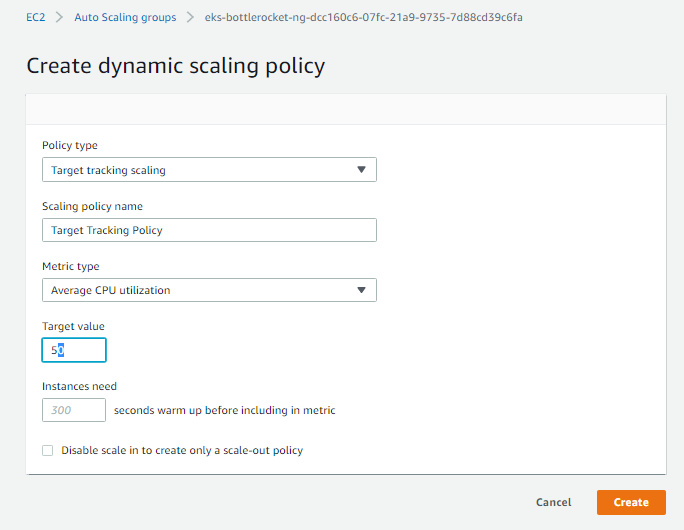 EC2 > Auto Scaling groups > eks-bottlerocket-ng-dcc160c6-07fc-21a9-9735-7d88cd39c6fa
Create dynamic scaling policy
Policy type
Target tracking scaling
Scaling policy name
Target Tracking Policy
Metric type
Average CPU utilization
Target value
50
Instances need
300 seconds warm up before including in metric
Disable scale in to create only a scale-out policy
Cancel Create